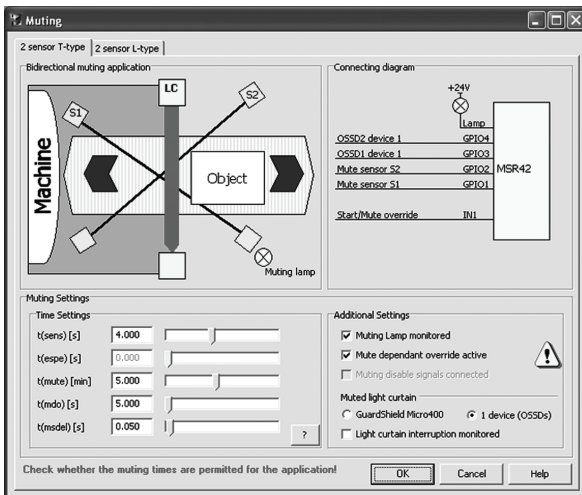 Muting
2 sensor T-type
2 sensor L-type
Bidirectional muting application
LC
S1
S2
Machine
Object
Muting lamp
Connecting diagram
+24V
Lamp
OSSD2 device 1 GPIO4
OSSD1 device 1 GPIO3
Mute sensor S2 GPIO2
Mute sensor S1 GPIO1
Start/Mute override IN1
MSR42
Muting Settings
Time Settings
t(sens) [s] 4.000
t(espe) [s] 0.000
t(mute) [min] 5.000
t(mdo) [s] 5.000
t(msdel) [s] 0.050
?
Additional Settings
Muting Lamp monitored
Mute dependant override active
Muting disable signals connected
Muted light curtain
GuardShield Micro400
1 device (OSSDs)
Light curtain interruption monitored
Check whether the muting times are permitted for the application!
OK
Cancel
Help